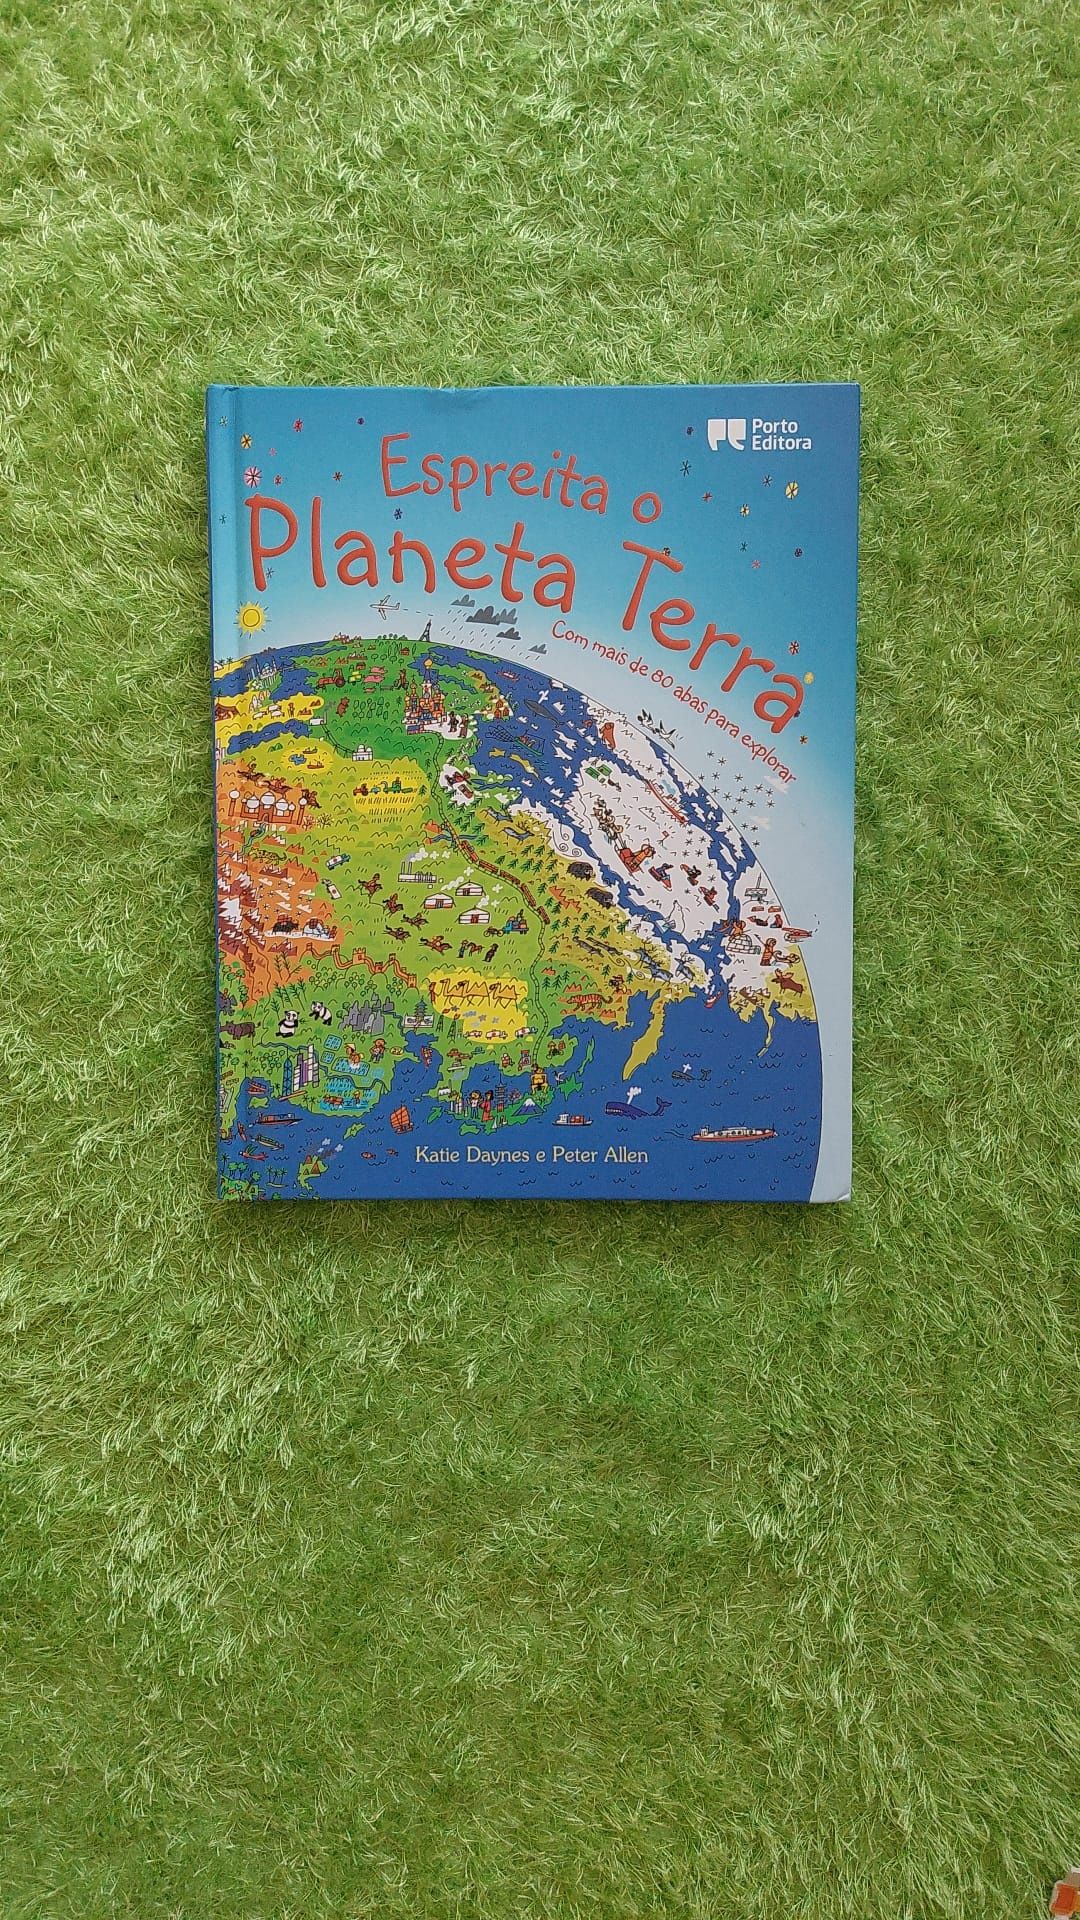 Porto
Editora
Espreita o
Planeta Terra
Com mais de 80 abas para explorar
Katie Daynes e Peter Allen